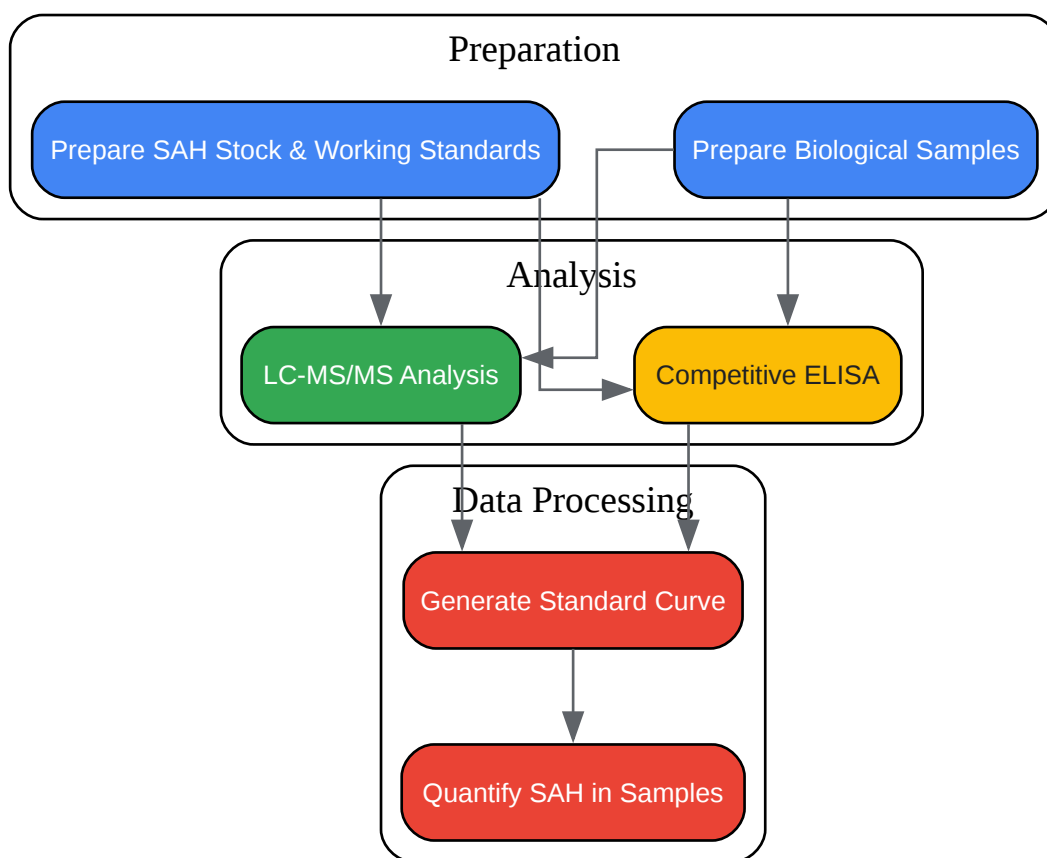 Preparation
Prepare SAH Stock & Working Standards
Prepare Biological Samples
Analysis
LC-MS/MS Analysis
Competitive ELISA
Data Processing
Generate Standard Curve
Quantify SAH in Samples